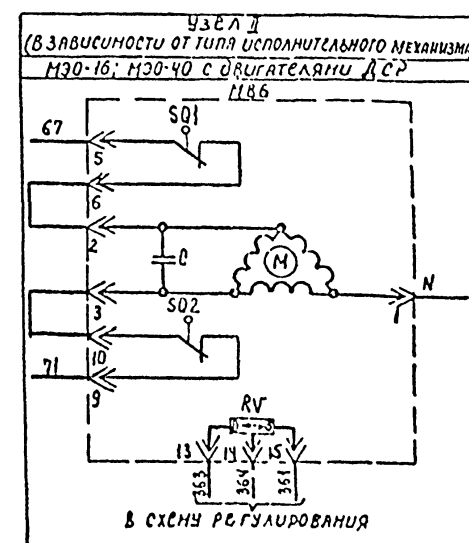 УЗЕЛ II
(В ЗАВИСИМОСТИ ОТ ТИПА ИСПОЛНИТЕЛЬНОГО МЕХАНИЗМА
МЭО-16; МЭО-40 С ДВИГАТЕЛЯМИ ДСР
МВ6
SQ1
67
5
6
2
C
M
N
3
1
SQ2
10
71
9
RV
13 14 15
363 364 361
В СХЕМУ РЕГУЛИРОВАНИЯ